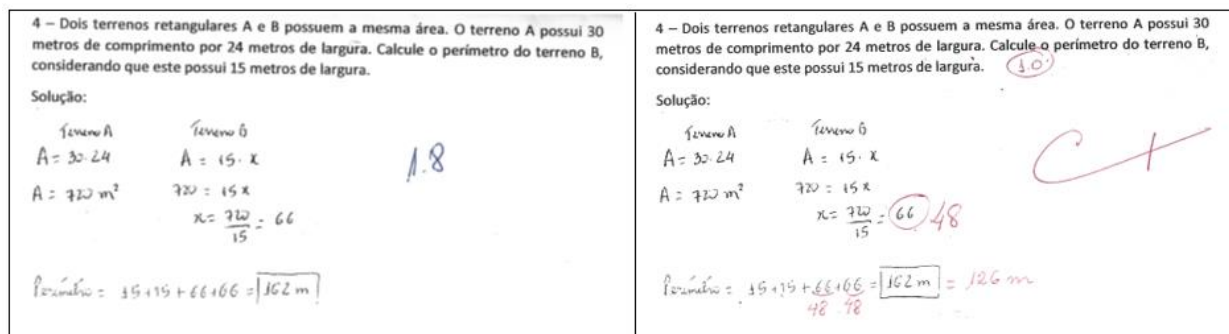 4 – Dois terrenos retangulares A e B possuem a mesma área. O terreno A possui 30
metros de comprimento por 24 metros de largura. Calcule o perímetro do terreno B,
considerando que este possui 15 metros de largura.
Solução:
Terreno A Terreno B
A = 30.24 A = 15. x
A = 720 m² 720 = 15x
x = 720/15 = 66
1.8
Perímetro = 15+15+66+66 = 162 m
4 – Dois terrenos retangulares A e B possuem a mesma área. O terreno A possui 30
metros de comprimento por 24 metros de largura. Calcule o perímetro do terreno B,
considerando que este possui 15 metros de largura. 1.0
Solução:
Terreno A Terreno B
A = 30.24 A = 15. x
A = 720 m² 720 = 15x
x = 720/15 = 66 48
C +
Perímetro = 15+15+66+66 = 162 m = 126 m
48 48